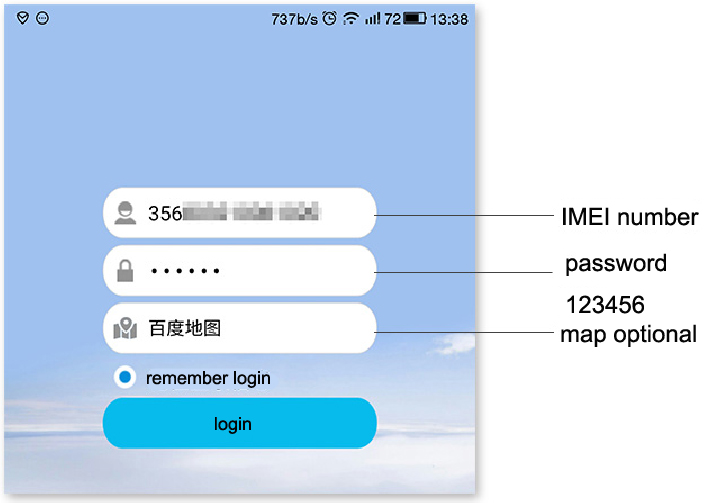 737b/s 72 13:38
356
IMEI number
••••••
password
123456
百度地图
map optional
remember login
login